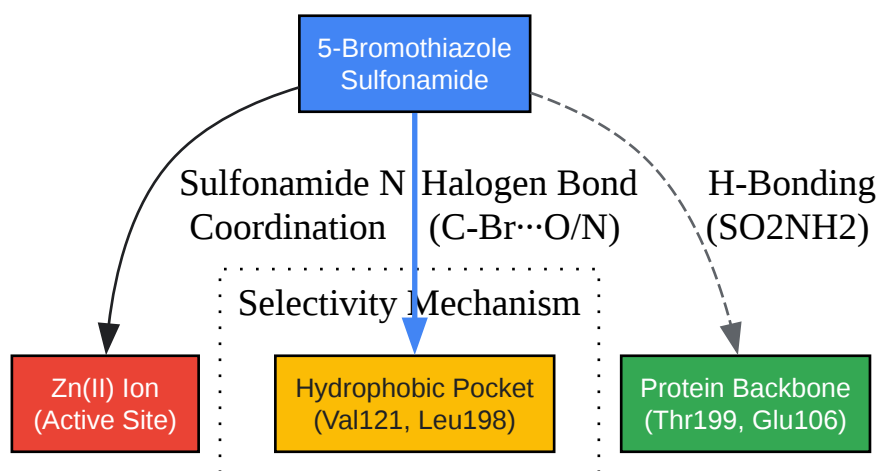 5-Bromothiazole
Sulfonamide
Sulfonamide N
Coordination
Halogen Bond
(C-Br···O/N)
H-Bonding
(SO2NH2)
Selectivity Mechanism
Zn(II) Ion
(Active Site)
Hydrophobic Pocket
(Val121, Leu198)
Protein Backbone
(Thr199, Glu106)